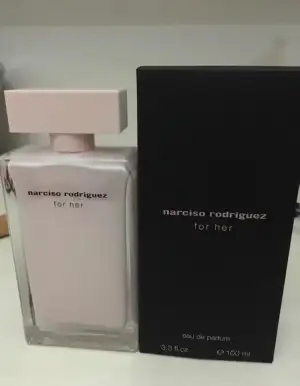 narciso rodriguez
for her
narciso rodriguez
for her
eau de parfum
3.3 fl.oz ℮ 100 ml